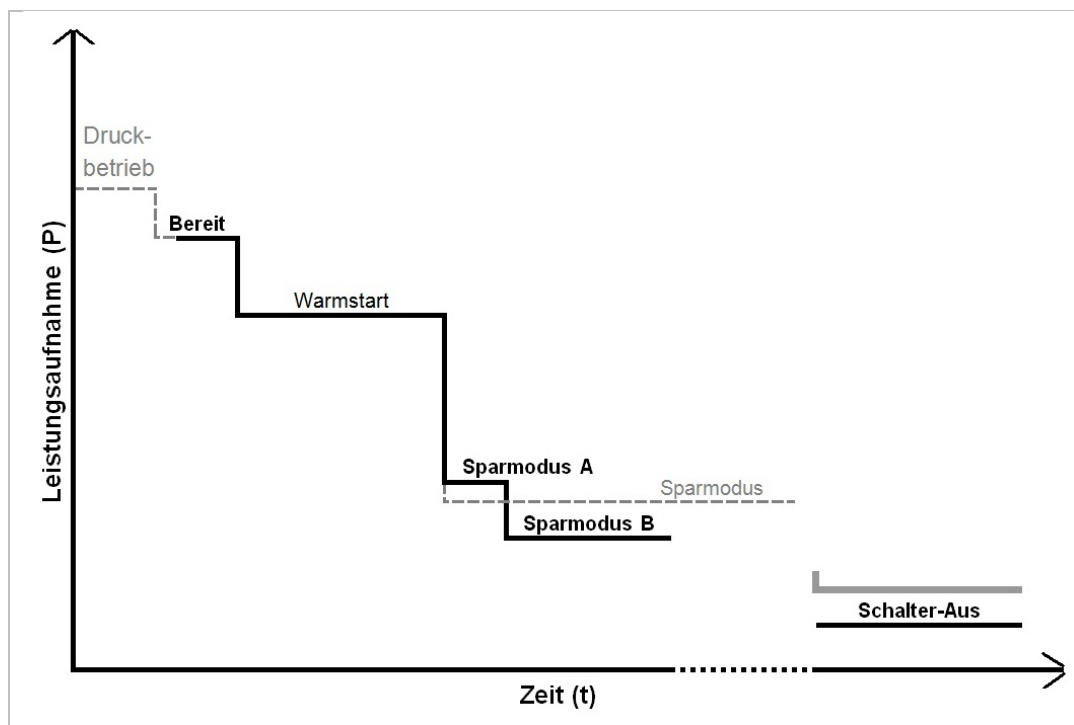 Druck-
betrieb
Bereit
Warmstart
Sparmodus A
Sparmodus
Sparmodus B
Schalter-Aus
Leistungsaufnahme (P)
Zeit (t)